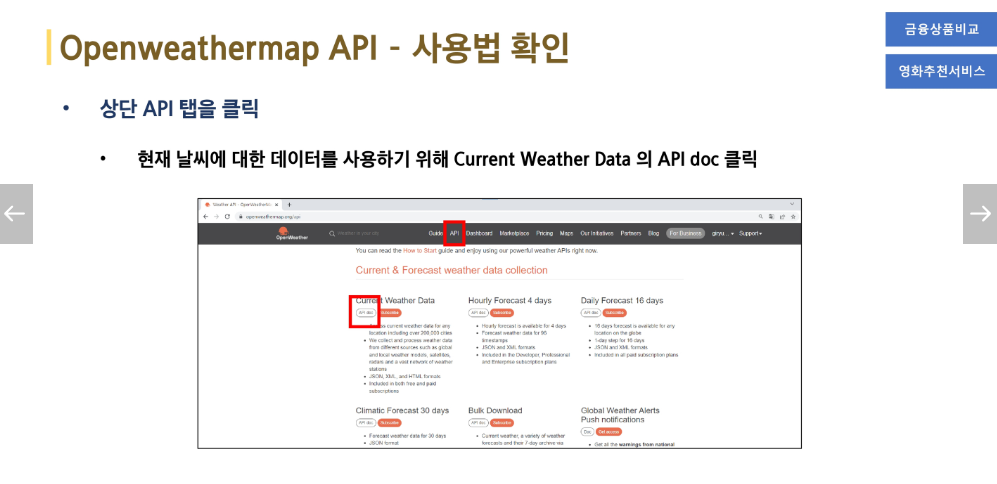 Openweathermap API - 사용법 확인
금융상품비교
영화추천서비스
• 상단 API 탭을 클릭
• 현재 날씨에 대한 데이터를 사용하기 위해 Current Weather Data 의 API doc 클릭
openweathermap.org/api
OpenWeather
Guide API Dashboard Marketplace Pricing Maps Our Initiatives Partners Blog For Business Support
You can read the How to Start guide and enjoy using our powerful weather APIs right now.
Current & Forecast weather data collection
Current Weather Data
API doc Subscribe
current weather data for any
location including over 200,000 cities
• We collect and process weather data
from different sources such as global
and local weather models, satellites,
radars and a vast network of weather
stations
• JSON, XML, and HTML formats
• Included in both free and paid
subscriptions
Hourly Forecast 4 days
API doc Subscribe
• Hourly forecast is available for 4 days
• Forecast weather data for 96
timestamps
• JSON and XML formats
• Included in the Developer, Professional
and Enterprise subscription plans
Daily Forecast 16 days
API doc Subscribe
• 16 days forecast is available for any
location on the globe
• 1-day step for 16 days
• JSON and XML formats
• Included in all paid subscription plans
Climatic Forecast 30 days
API doc Subscribe
• Forecast weather data for 30 days
• JSON format
Bulk Download
API doc Subscribe
• Current weather, a variety of weather
forecasts and their 7-day archive via
Global Weather Alerts
Push notifications
Doc Get access
• Get all the warnings from national